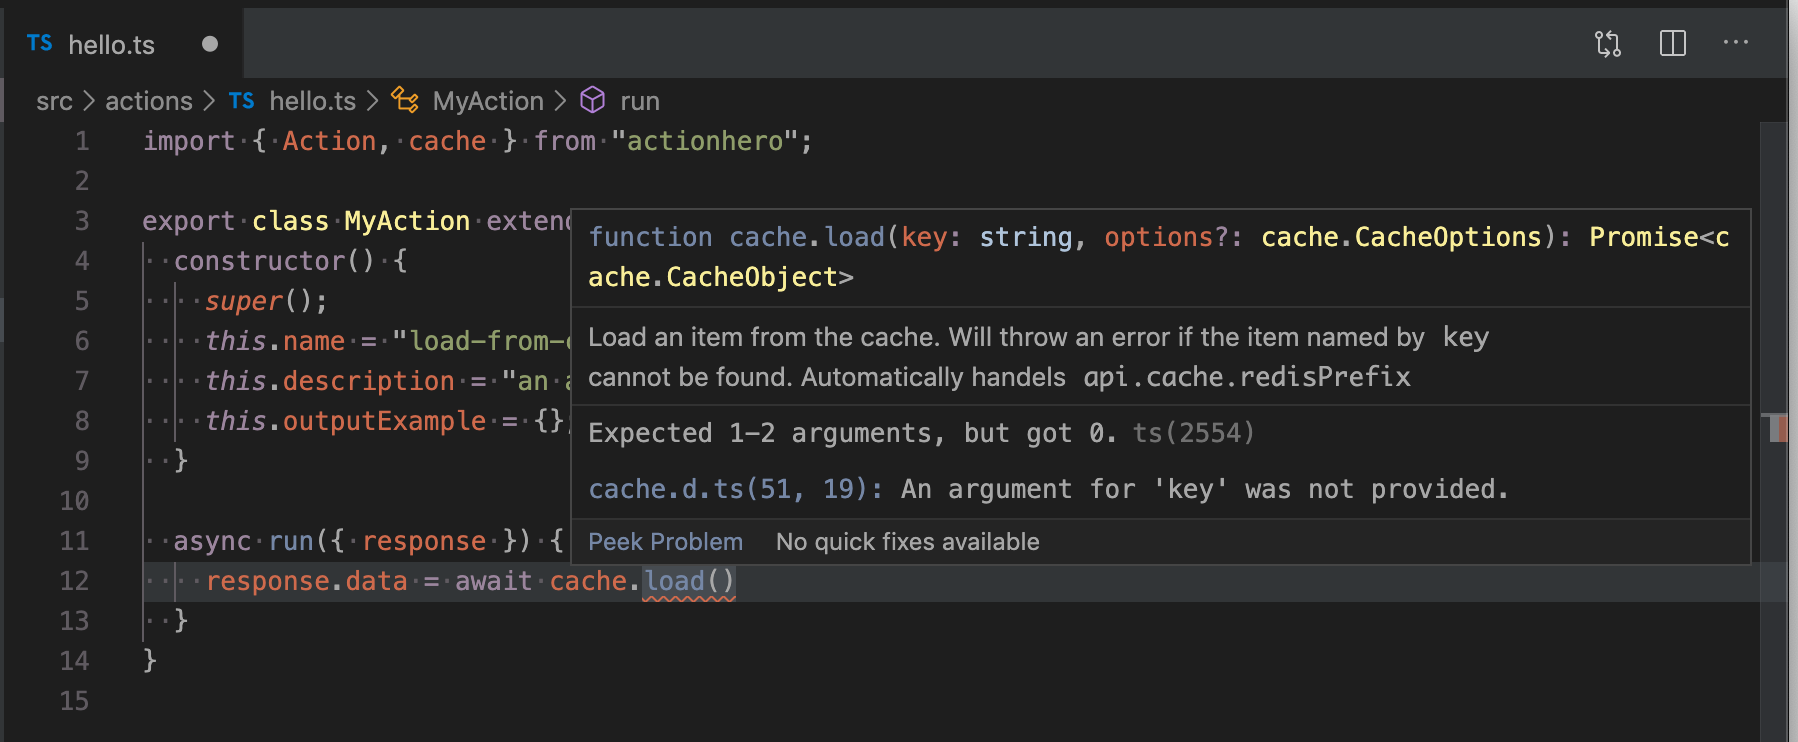 TS hello.ts
src > actions > TS hello.ts > MyAction > run
1 import { Action, cache } from "actionhero";
2
3 export class MyAction extend
4 constructor() {
5 super();
6 this.name = "load-from-
7 this.description = "an
8 this.outputExample = {};
9 }
10
function cache.load(key: string, options?: cache.CacheOptions): Promise<c
ache.CacheObject>
Load an item from the cache. Will throw an error if the item named by key
cannot be found. Automatically handels api.cache.redisPrefix
Expected 1-2 arguments, but got 0. ts(2554)
cache.d.ts(51, 19): An argument for 'key' was not provided.
Peek Problem No quick fixes available
11 async run({ response }) {
12 response.data = await cache.load()
13 }
14 }
15